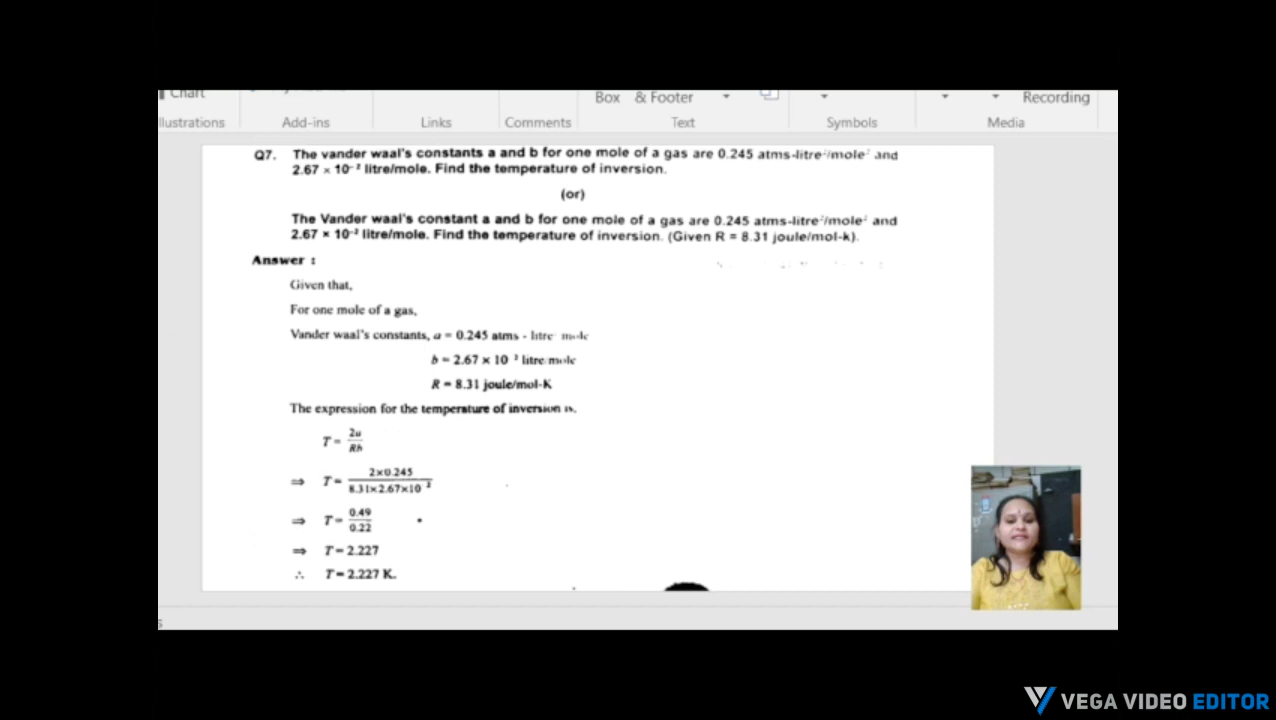 Chart
llustrations
Add-ins
Links
Comments
Box & Footer
Text
Symbols
Recording
Media
Q7. The vander waal's constants a and b for one mole of a gas are 0.245 atms-litre²/mole² and
2.67 × 10⁻² litre/mole. Find the temperature of inversion.
(or)
The Vander waal's constant a and b for one mole of a gas are 0.245 atms-litre²/mole² and
2.67 × 10⁻² litre/mole. Find the temperature of inversion. (Given R = 8.31 joule/mol-k).
Answer :
Given that,
For one mole of a gas,
Vander waal's constants, a = 0.245 atms - litre mole
b = 2.67 × 10 litre/mole
R = 8.31 joule/mol-K
The expression for the temperature of inversion is,
T = 2a/Rb
⇒ T = 2×0.245/8.31×2.67×10⁻²
⇒ T = 0.49/0.22
⇒ T = 2.227
∴ T = 2.227 K.
VEGA VIDEO EDITOR